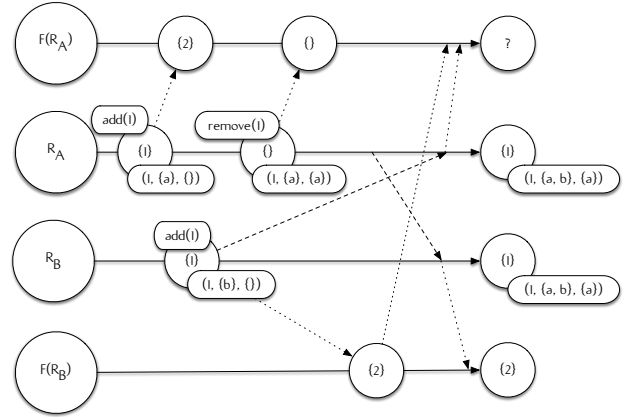 F(R_A)
{2}
{}
?
add(1)
remove(1)
R_A
{1}
{}
{1}
(1, {a}, {})
(1, {a}, {a})
(1, {a, b}, {a})
add(1)
R_B
{1}
{1}
(1, {b}, {})
(1, {a, b}, {a})
F(R_B)
{2}
{2}